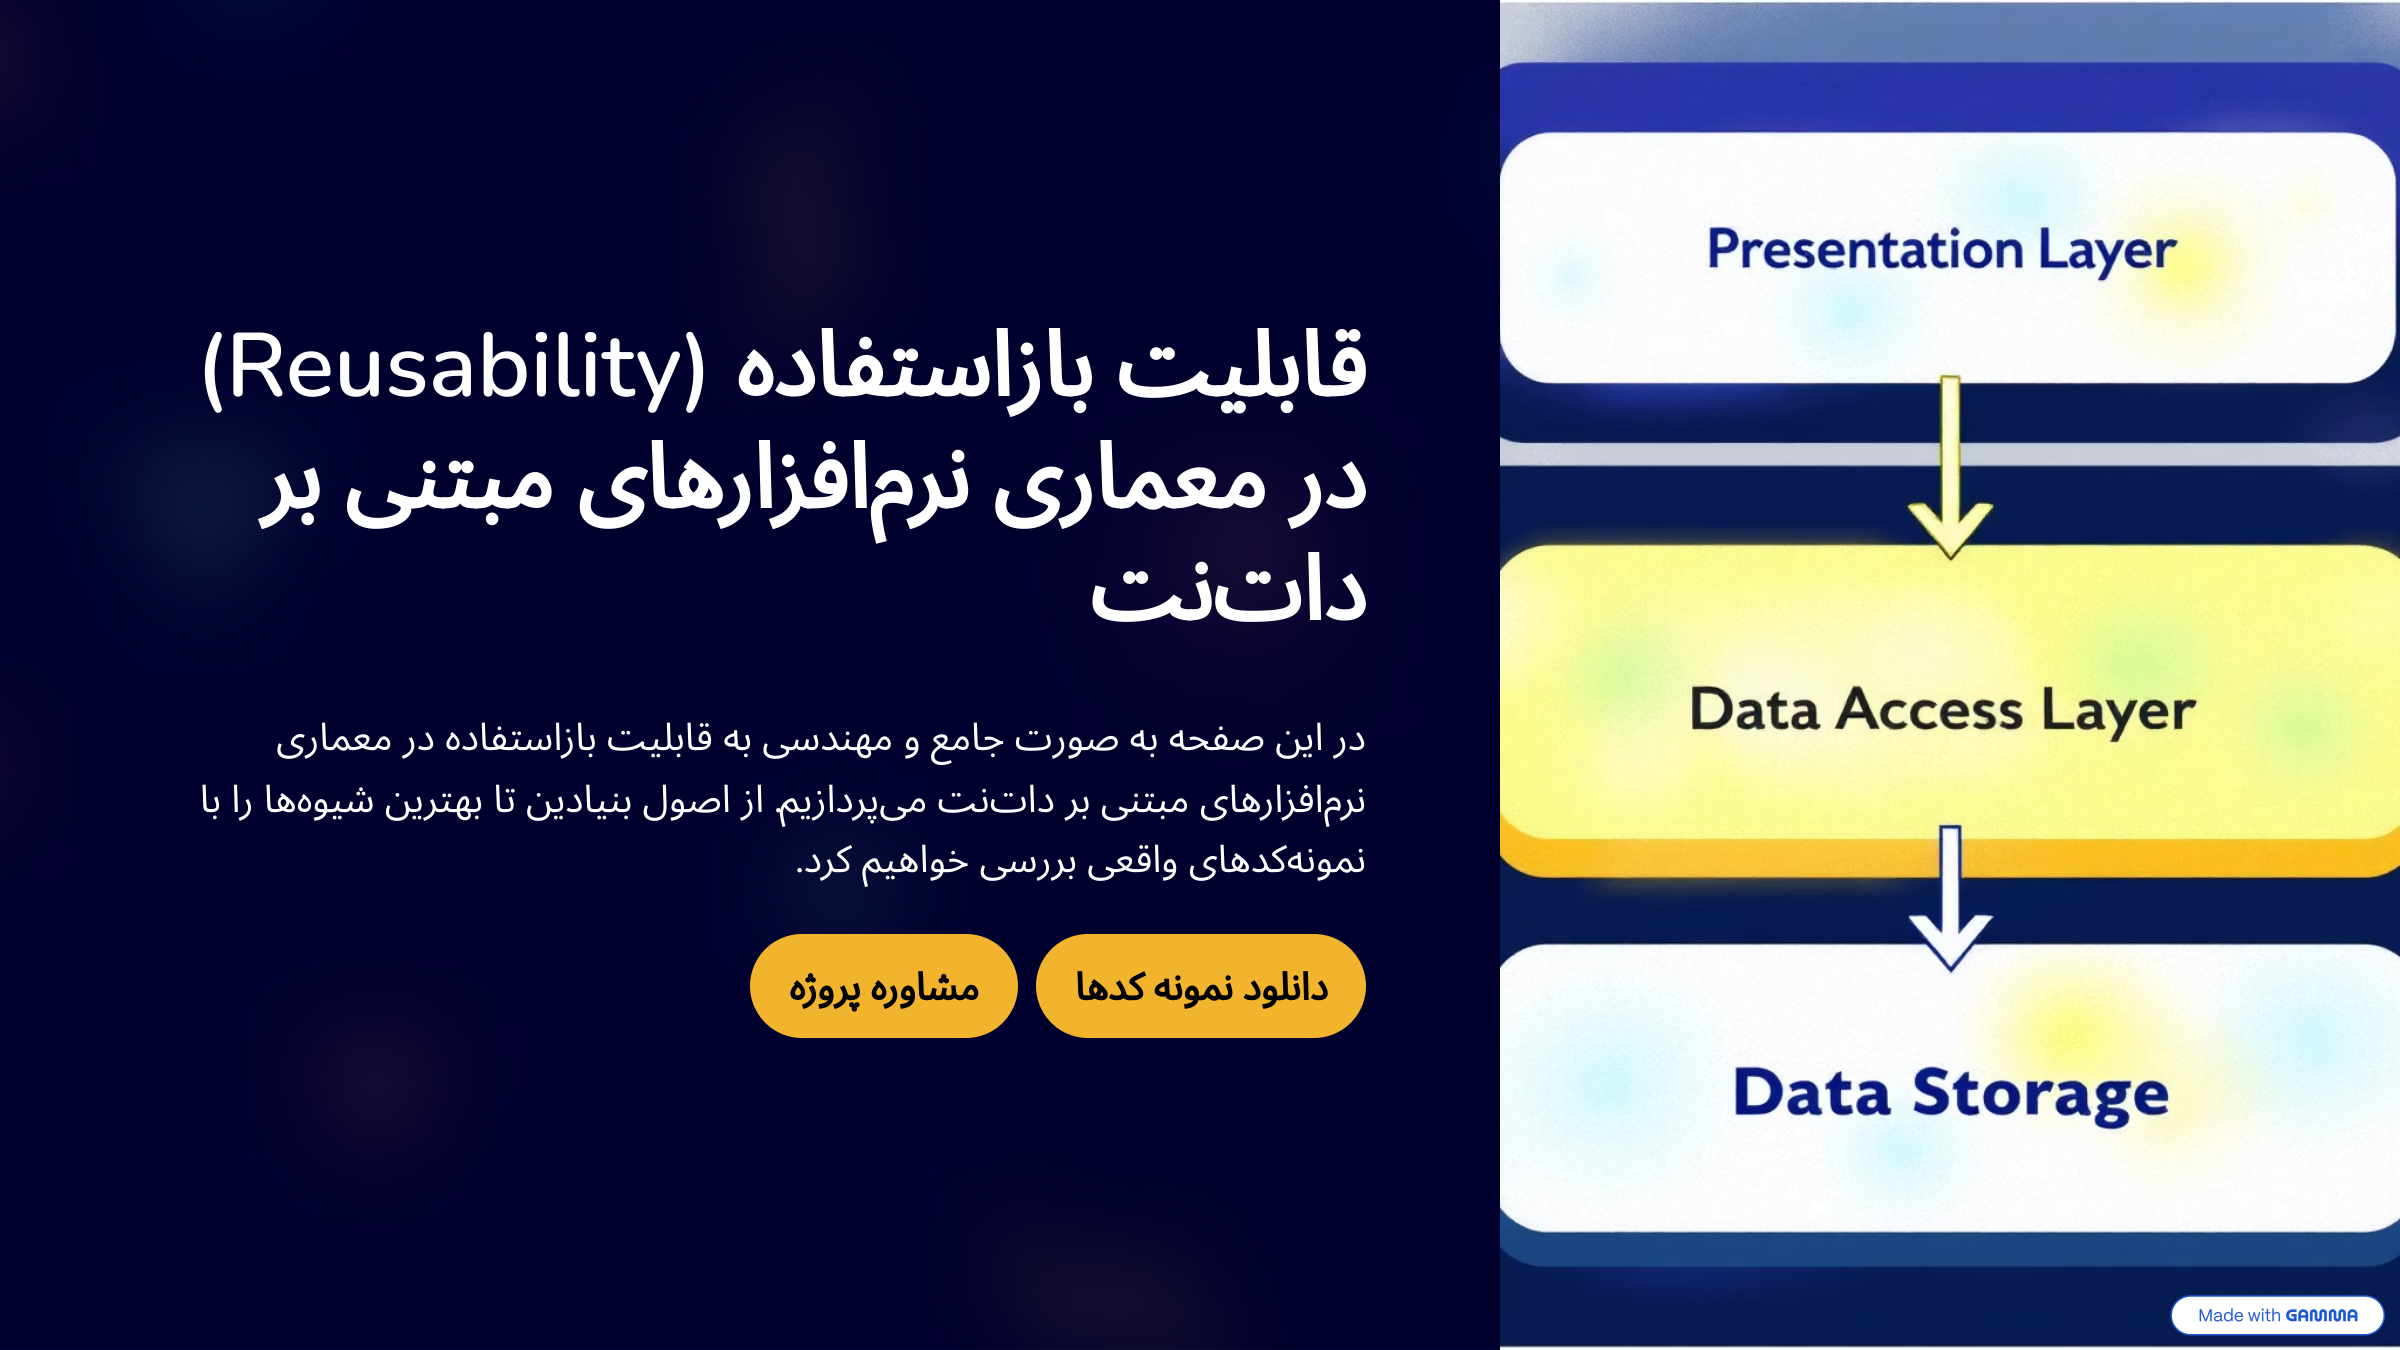 قابلیت بازاستفاده (Reusability)
در معماری نرم‌افزارهای مبتنی بر
دات‌نت
در این صفحه به صورت جامع و مهندسی به قابلیت بازاستفاده در معماری
نرم‌افزارهای مبتنی بر دات‌نت می‌پردازیم. از اصول بنیادین تا بهترین شیوه‌ها را با
نمونه‌کدهای واقعی بررسی خواهیم کرد.
دانلود نمونه کدها
مشاوره پروژه
Presentation Layer
Data Access Layer
Data Storage
Made with GAMMA